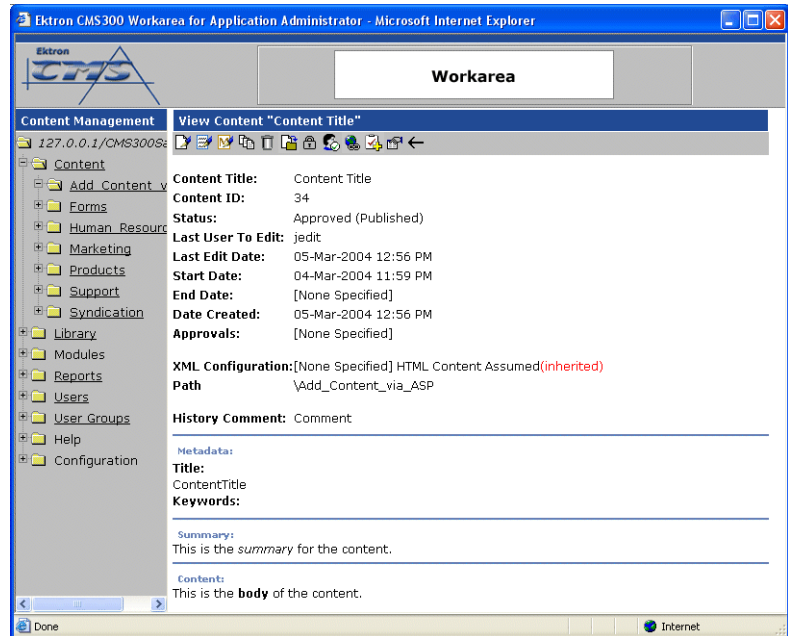 Ektron CMS300 Workarea for Application Administrator - Microsoft Internet Explorer
Ektron
CMS
Workarea
Content Management
View Content "Content Title"
127.0.0.1/CMS300Sa
Content
Add_Content_v
Forms
Human_Resourc
Marketing
Products
Support
Syndication
Library
Modules
Reports
Users
User Groups
Help
Configuration
Content Title: Content Title
Content ID: 34
Status: Approved (Published)
Last User To Edit: jedit
Last Edit Date: 05-Mar-2004 12:56 PM
Start Date: 04-Mar-2004 11:59 PM
End Date: [None Specified]
Date Created: 05-Mar-2004 12:56 PM
Approvals: [None Specified]
XML Configuration:[None Specified] HTML Content Assumed(inherited)
Path \Add_Content_via_ASP
History Comment: Comment
Metadata:
Title:
ContentTitle
Keywords:
Summary:
This is the summary for the content.
Content:
This is the body of the content.
Done
Internet